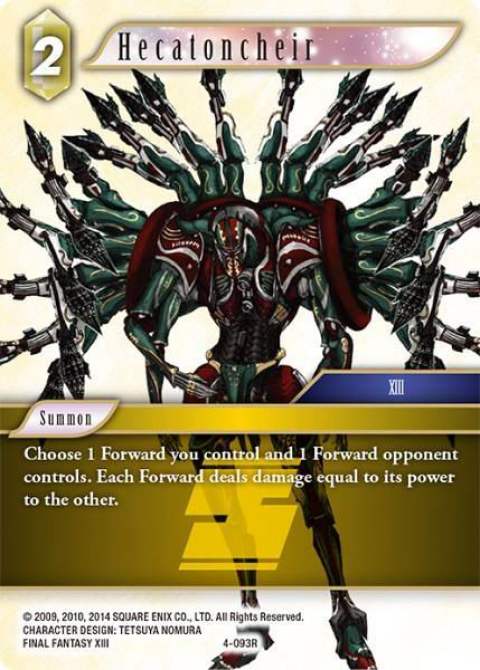 2
Hecatoncheir
XIII
Summon
Choose 1 Forward you control and 1 Forward opponent
controls. Each Forward deals damage equal to its power
to the other.
© 2009, 2010, 2014 SQUARE ENIX CO., LTD. All Rights Reserved.
CHARACTER DESIGN: TETSUYA NOMURA
FINAL FANTASY XIII
4-093R